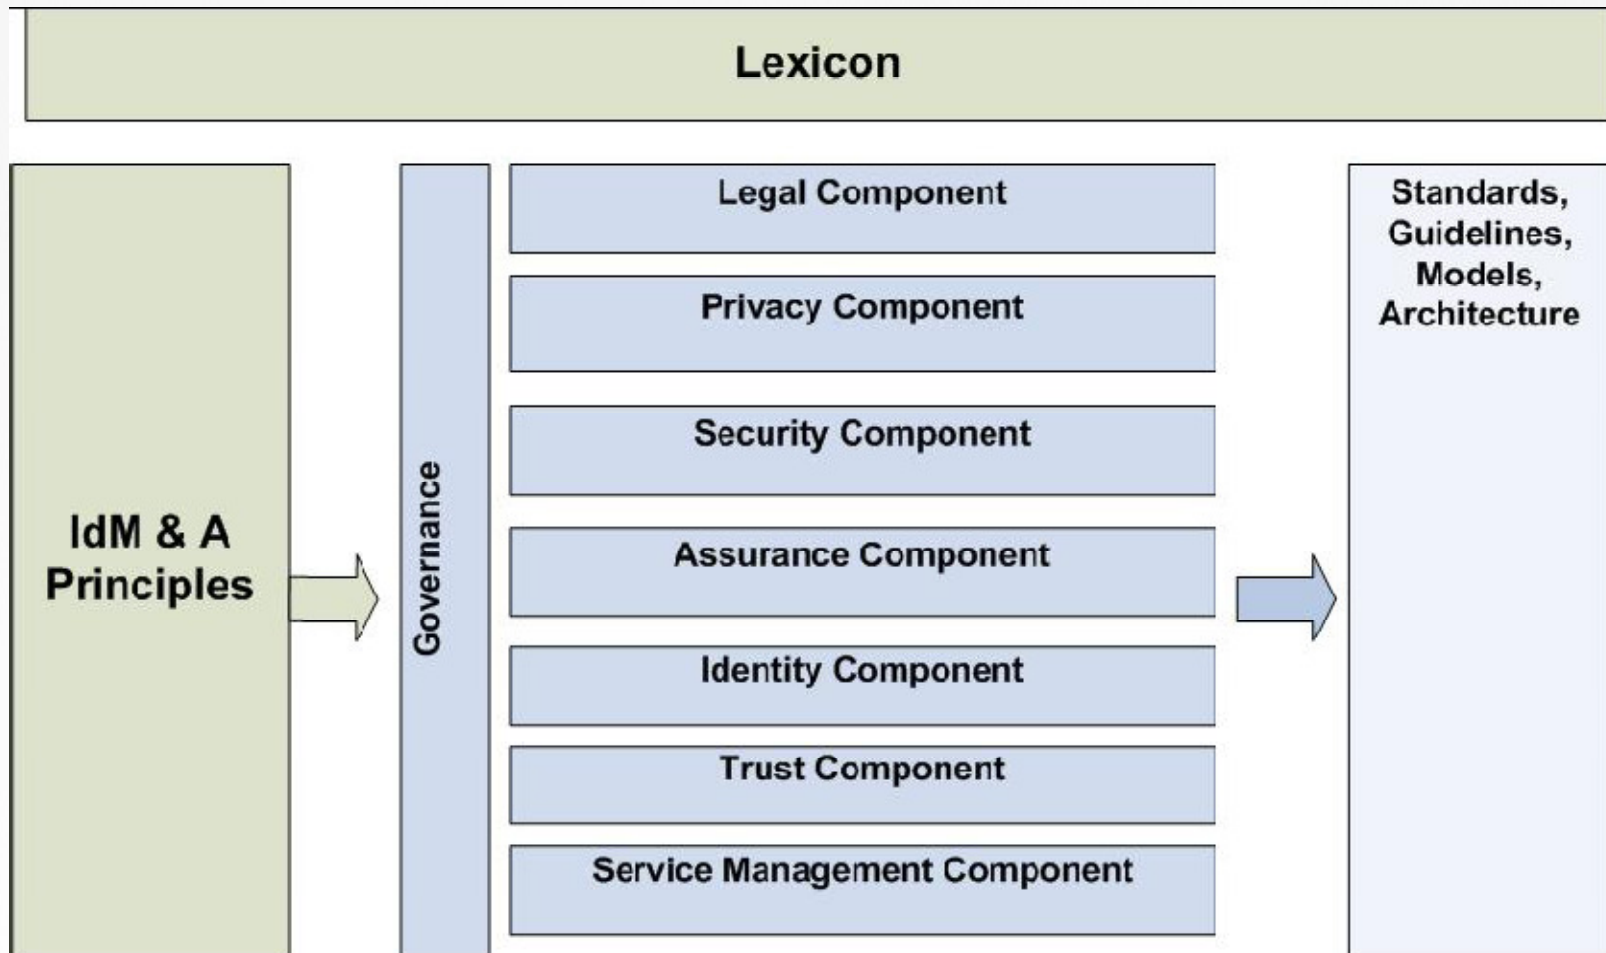 Lexicon
IdM & A
Principles
Governance
Legal Component
Privacy Component
Security Component
Assurance Component
Identity Component
Trust Component
Service Management Component
Standards,
Guidelines,
Models,
Architecture